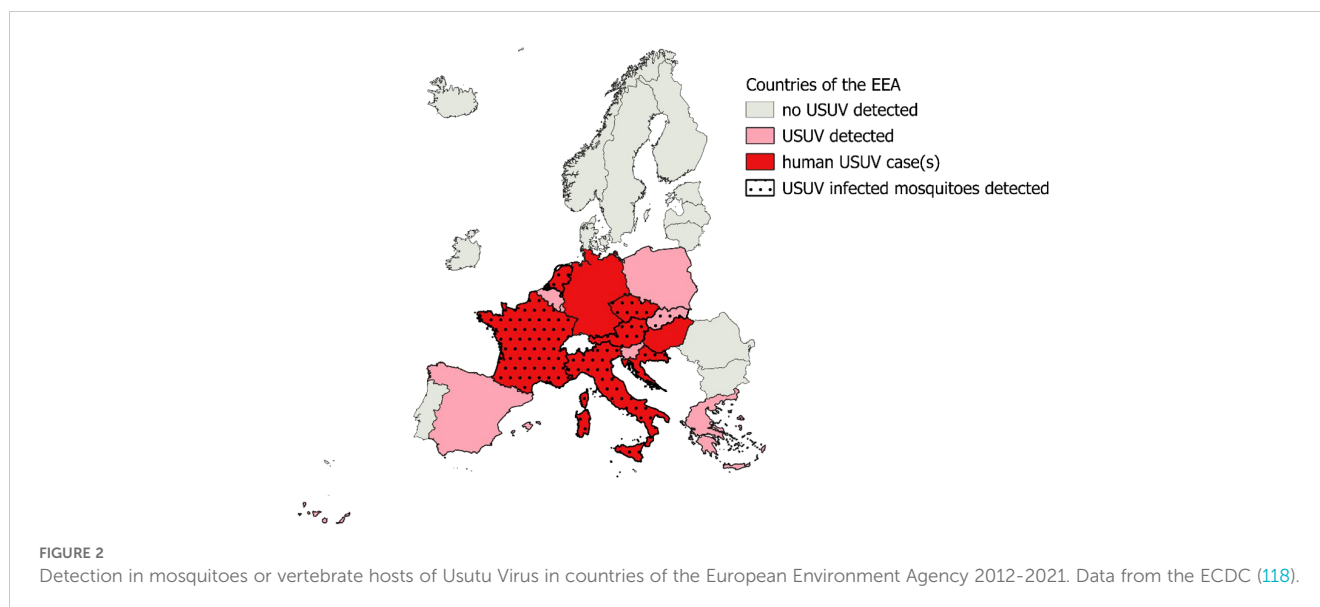 Countries of the EEA
no USUV detected
USUV detected
human USUV case(s)
USUV infected mosquitoes detected
FIGURE 2
Detection in mosquitoes or vertebrate hosts of Usutu Virus in countries of the European Environment Agency 2012-2021. Data from the ECDC (118).